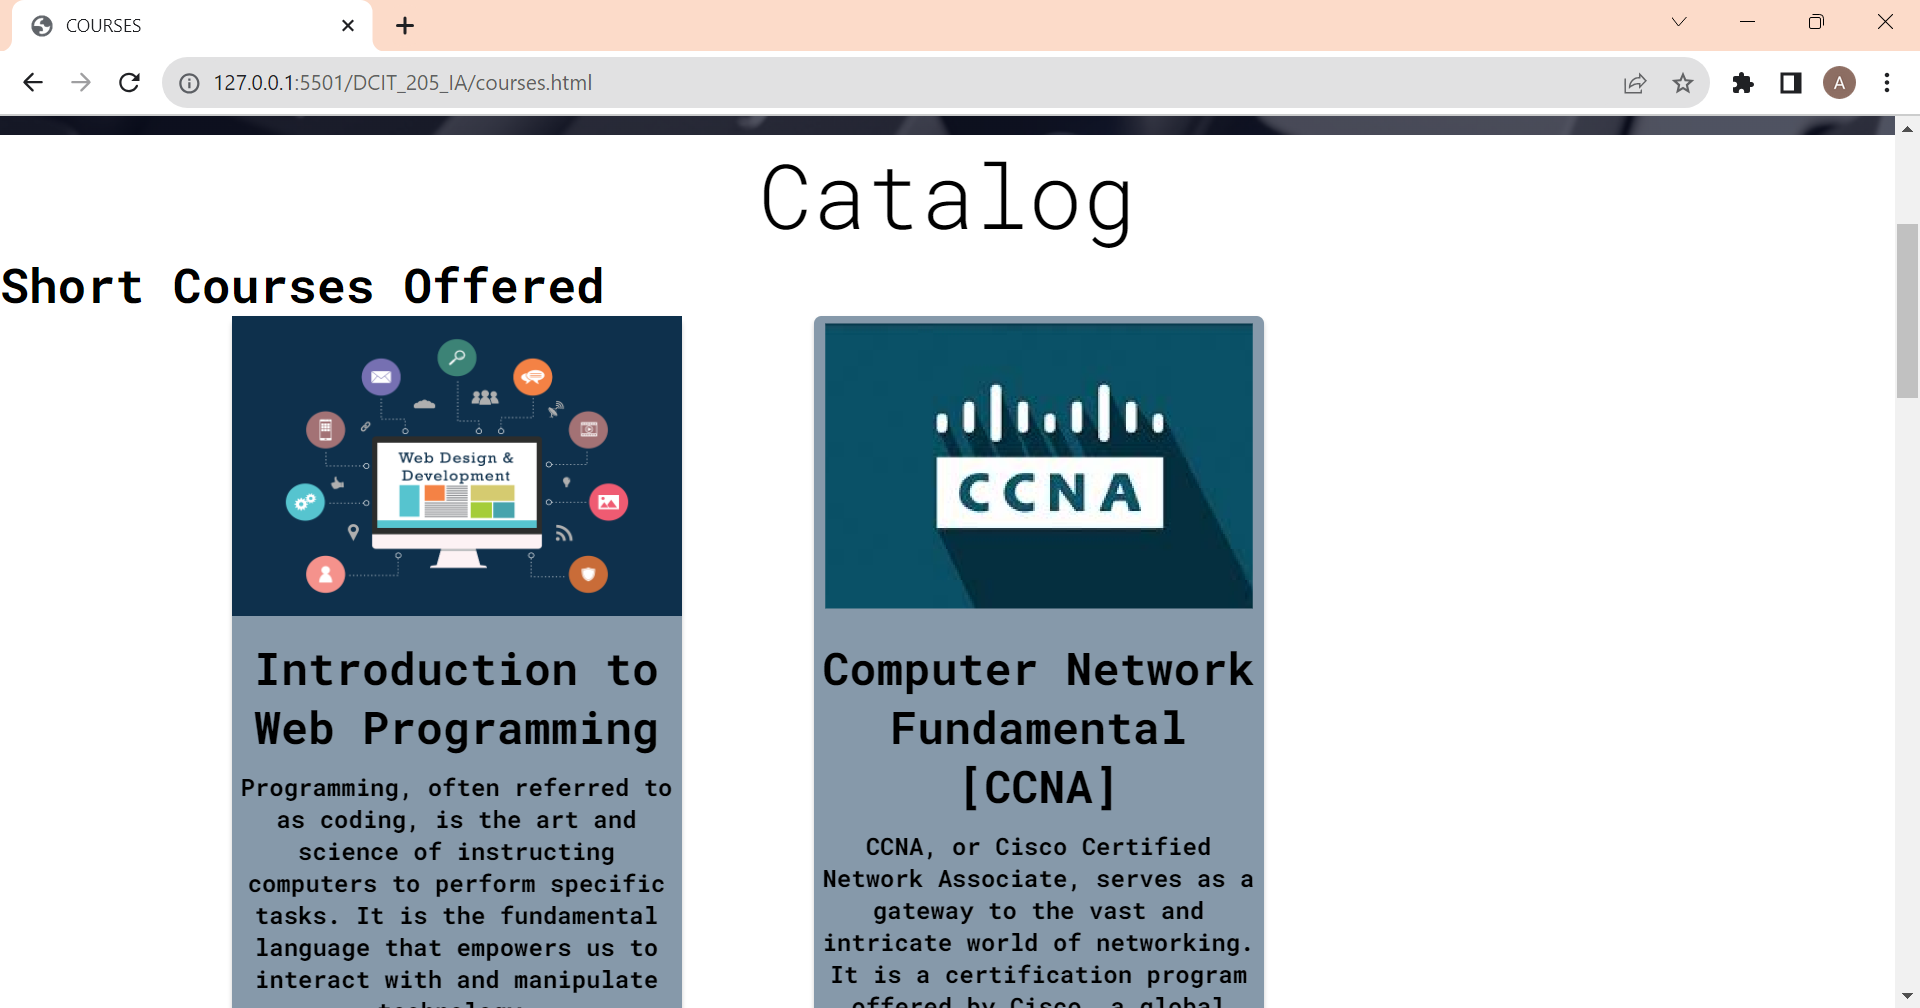 COURSES
127.0.0.1:5501/DCIT_205_IA/courses.html
A
Catalog
Short Courses Offered
Web Design &
Development
Introduction to
Web Programming
Programming, often referred to
as coding, is the art and
science of instructing
computers to perform specific
tasks. It is the fundamental
language that empowers us to
interact with and manipulate
CCNA
Computer Network
Fundamental
[CCNA]
CCNA, or Cisco Certified
Network Associate, serves as a
gateway to the vast and
intricate world of networking.
It is a certification program
offered by Cisco, a global